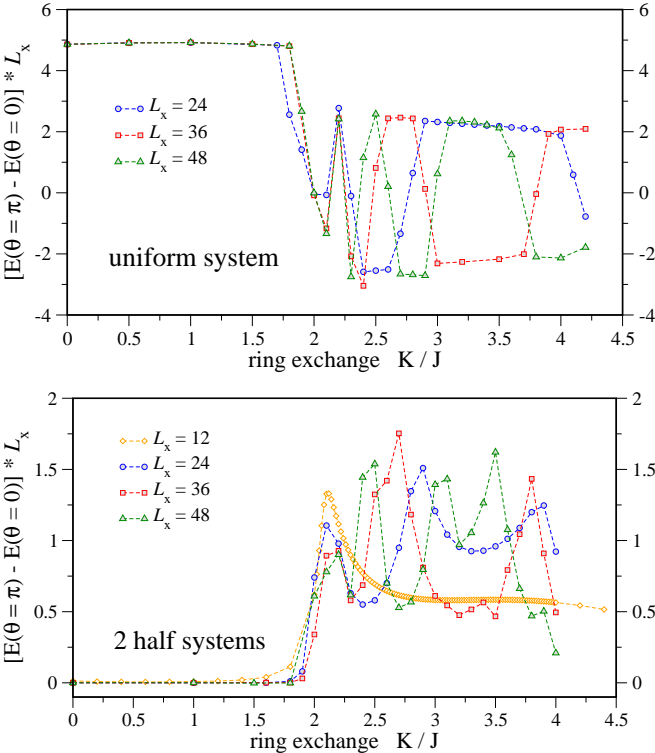 6
4
2
0
-2
-4
6
4
2
0
-2
-4
[E(θ = π) - E(θ = 0)] * Lx
Lx = 24
Lx = 36
Lx = 48
uniform system
0 0.5 1 1.5 2 2.5 3 3.5 4 4.5
ring exchange K / J
2
1.5
1
0.5
0
2
1.5
1
0.5
0
[E(θ = π) - E(θ = 0)] * Lx
Lx = 12
Lx = 24
Lx = 36
Lx = 48
2 half systems
0 0.5 1 1.5 2 2.5 3 3.5 4 4.5
ring exchange K / J